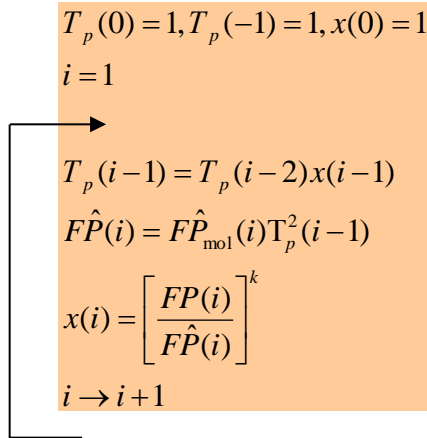 T_p(0) = 1, T_p(−1) = 1, x(0) = 1
i = 1
T_p(i−1) = T_p(i−2)x(i−1)
FP̂(i) = FP̂_mol(i)T_p^2(i−1)
x(i) = [FP(i) / FP̂(i)]^k
i → i+1